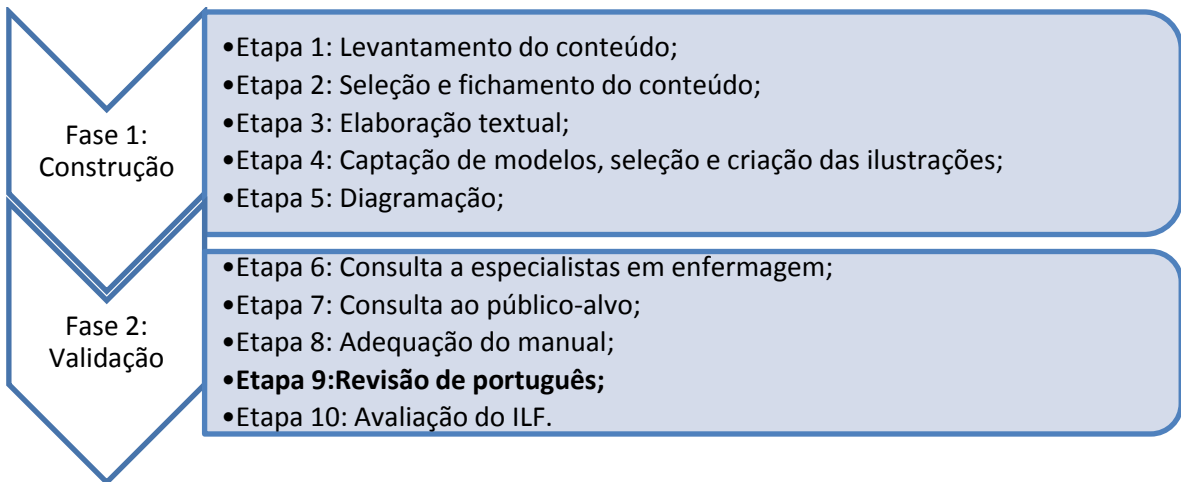 Fase 1:
Construção
•Etapa 1: Levantamento do conteúdo;
•Etapa 2: Seleção e fichamento do conteúdo;
•Etapa 3: Elaboração textual;
•Etapa 4: Captação de modelos, seleção e criação das ilustrações;
•Etapa 5: Diagramação;
Fase 2:
Validação
•Etapa 6: Consulta a especialistas em enfermagem;
•Etapa 7: Consulta ao público-alvo;
•Etapa 8: Adequação do manual;
•Etapa 9:Revisão de português;
•Etapa 10: Avaliação do ILF.